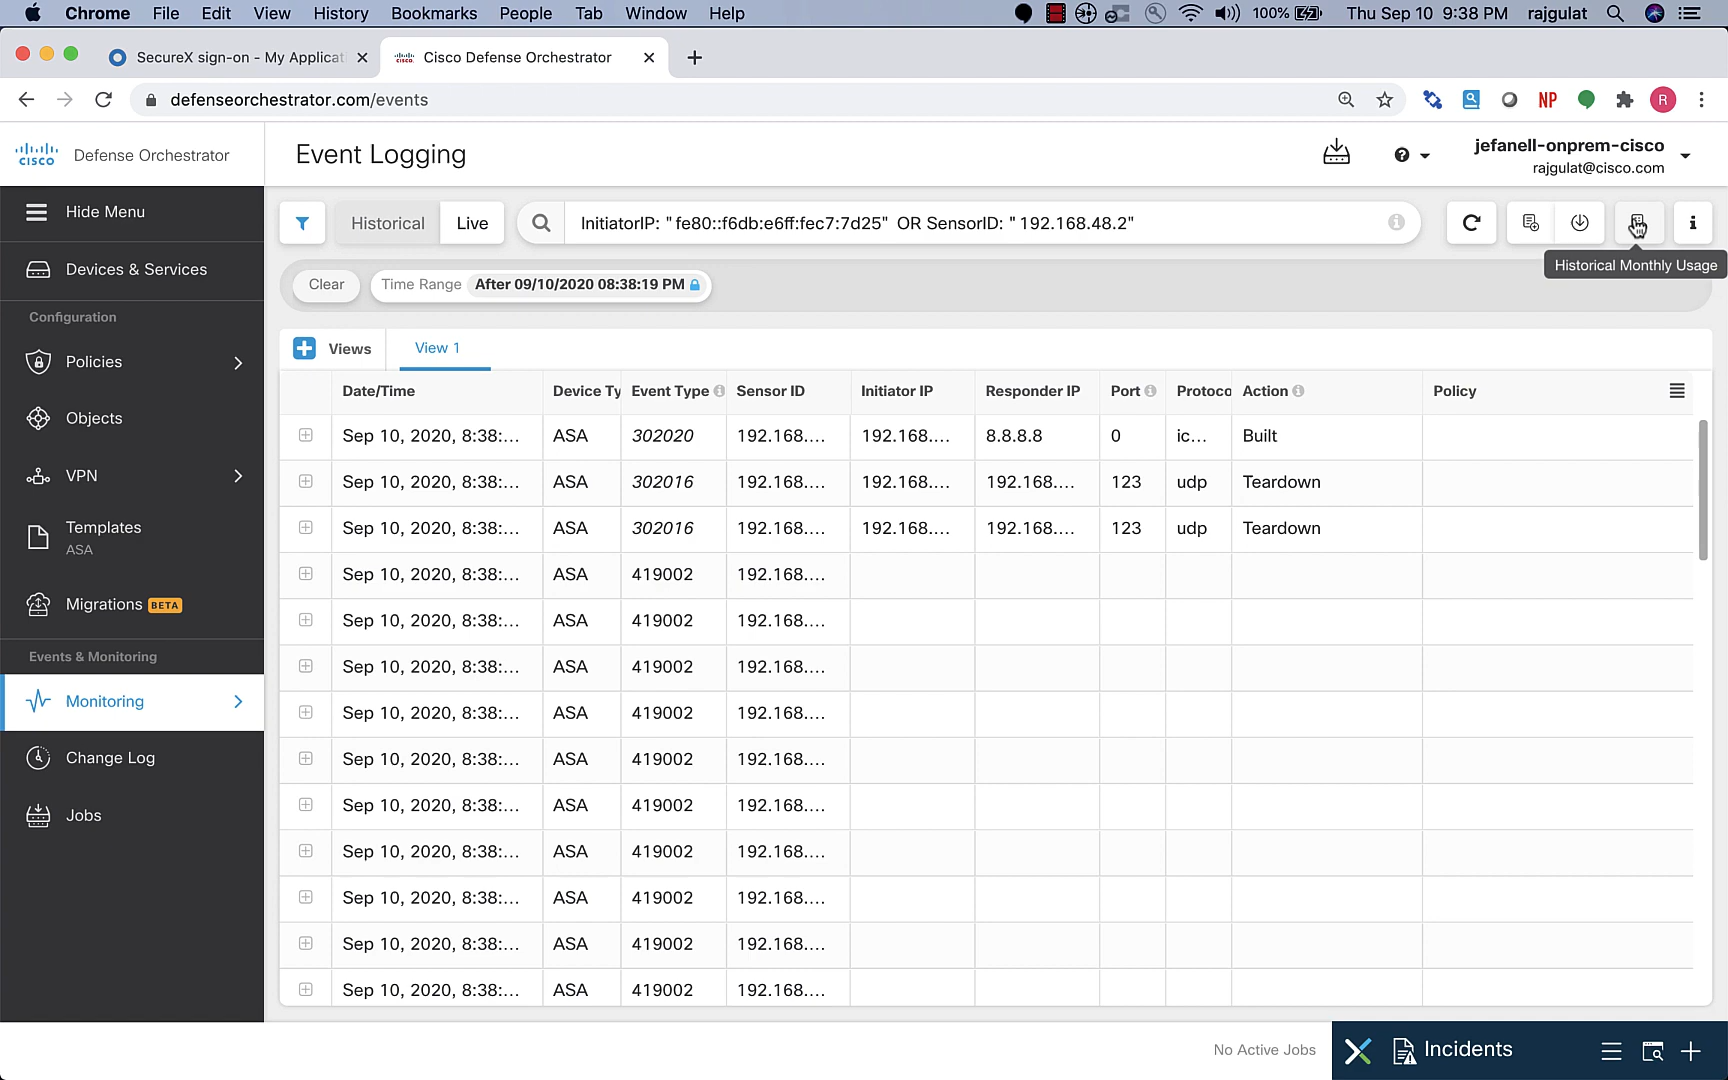 Chrome File Edit View History Bookmarks People Tab Window Help 100% Thu Sep 10 9:38 PM rajgulat
SecureX sign-on - My Applicati Cisco Defense Orchestrator
defenseorchestrator.com/events NP R
CISCO Defense Orchestrator Event Logging jefanell-onprem-cisco
rajgulat@cisco.com
Hide Menu
Historical Live InitiatorIP: "fe80::f6db:e6ff:fec7:7d25" OR SensorID: "192.168.48.2"
Historical Monthly Usage
Devices & Services
Clear Time Range After 09/10/2020 08:38:19 PM
Configuration
Policies
Objects
VPN
Templates
ASA
Migrations BETA
Events & Monitoring
Monitoring
Change Log
Jobs
Views View 1
Date/Time Device Ty Event Type Sensor ID Initiator IP Responder IP Port Protoco Action Policy
Sep 10, 2020, 8:38:... ASA 302020 192.168.... 192.168.... 8.8.8.8 0 ic... Built
Sep 10, 2020, 8:38:... ASA 302016 192.168.... 192.168.... 192.168.... 123 udp Teardown
Sep 10, 2020, 8:38:... ASA 302016 192.168.... 192.168.... 192.168.... 123 udp Teardown
Sep 10, 2020, 8:38:... ASA 419002 192.168....
Sep 10, 2020, 8:38:... ASA 419002 192.168....
Sep 10, 2020, 8:38:... ASA 419002 192.168....
Sep 10, 2020, 8:38:... ASA 419002 192.168....
Sep 10, 2020, 8:38:... ASA 419002 192.168....
Sep 10, 2020, 8:38:... ASA 419002 192.168....
Sep 10, 2020, 8:38:... ASA 419002 192.168....
Sep 10, 2020, 8:38:... ASA 419002 192.168....
Sep 10, 2020, 8:38:... ASA 419002 192.168....
Sep 10, 2020, 8:38:... ASA 419002 192.168....
No Active Jobs Incidents